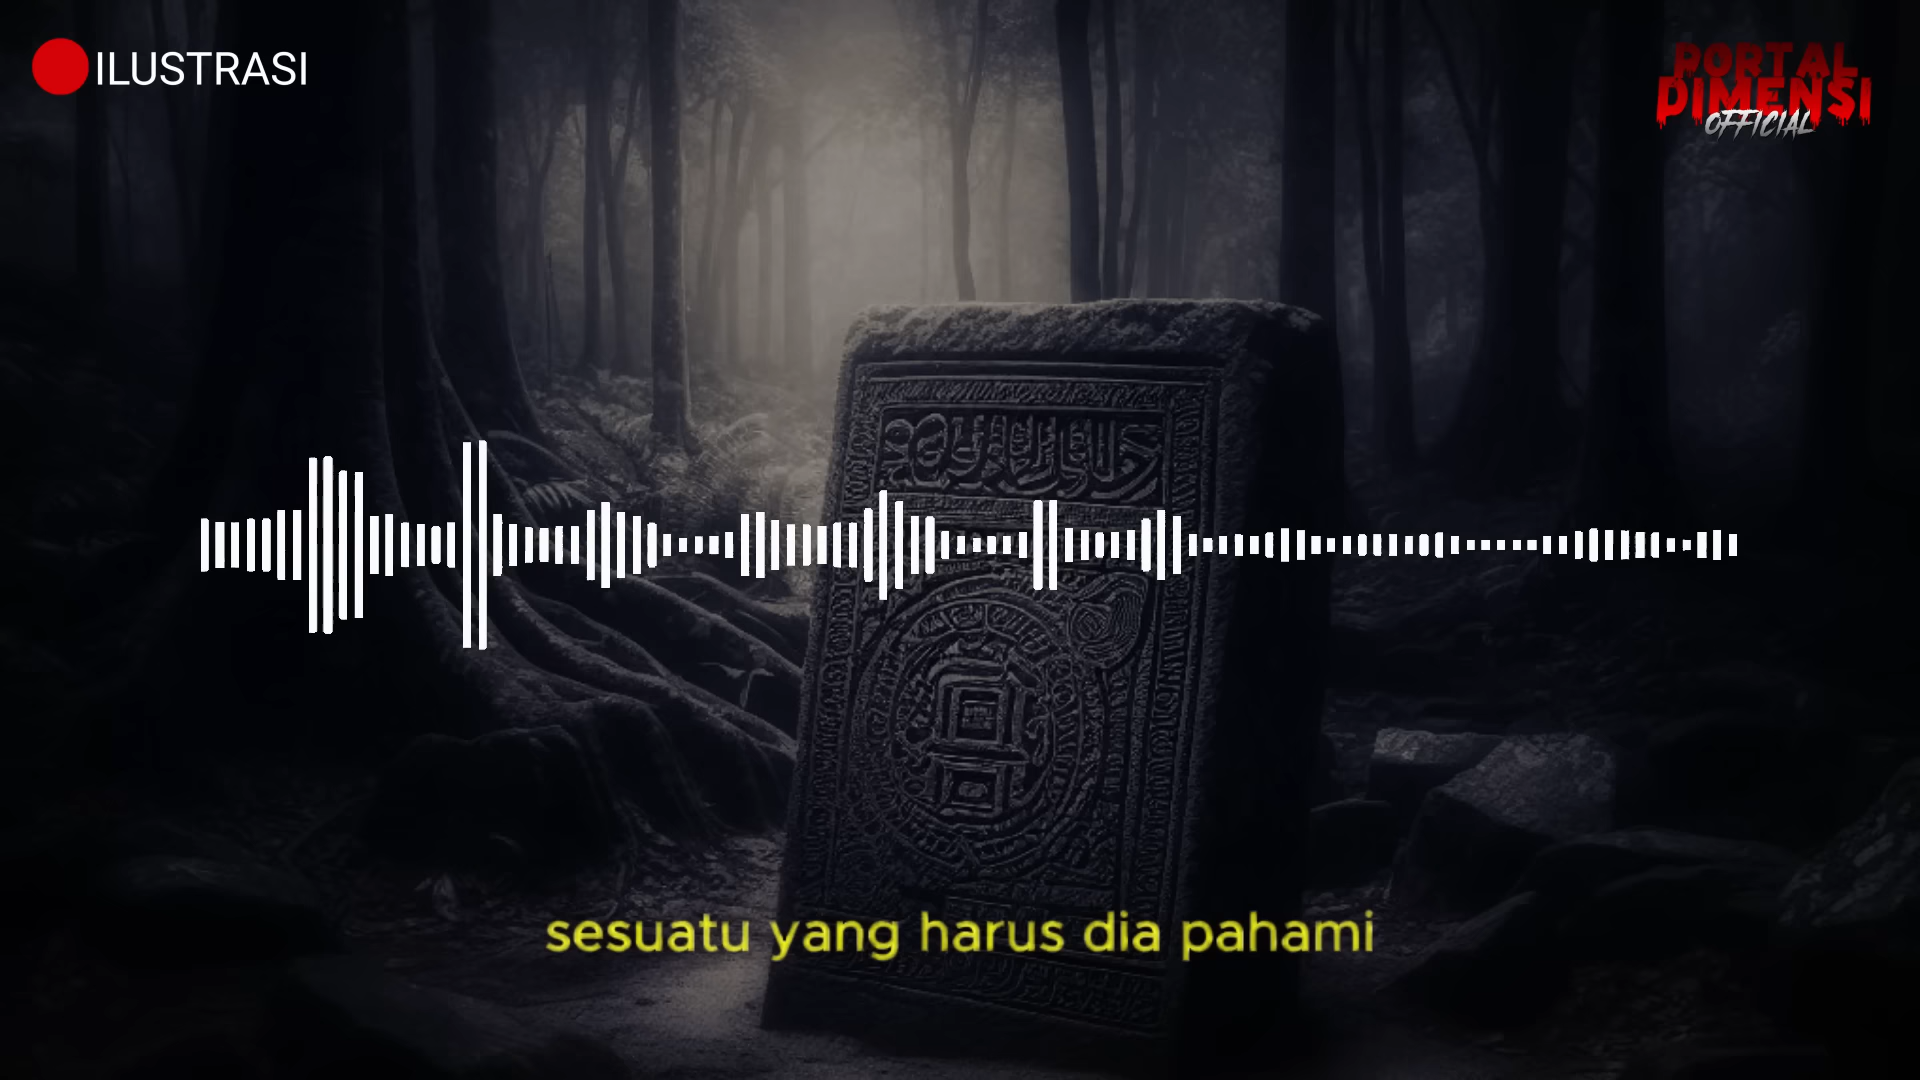 ILUSTRASI
PORTAL
DIMENSI
OFFICIAL
sesuatu yang harus dia pahami